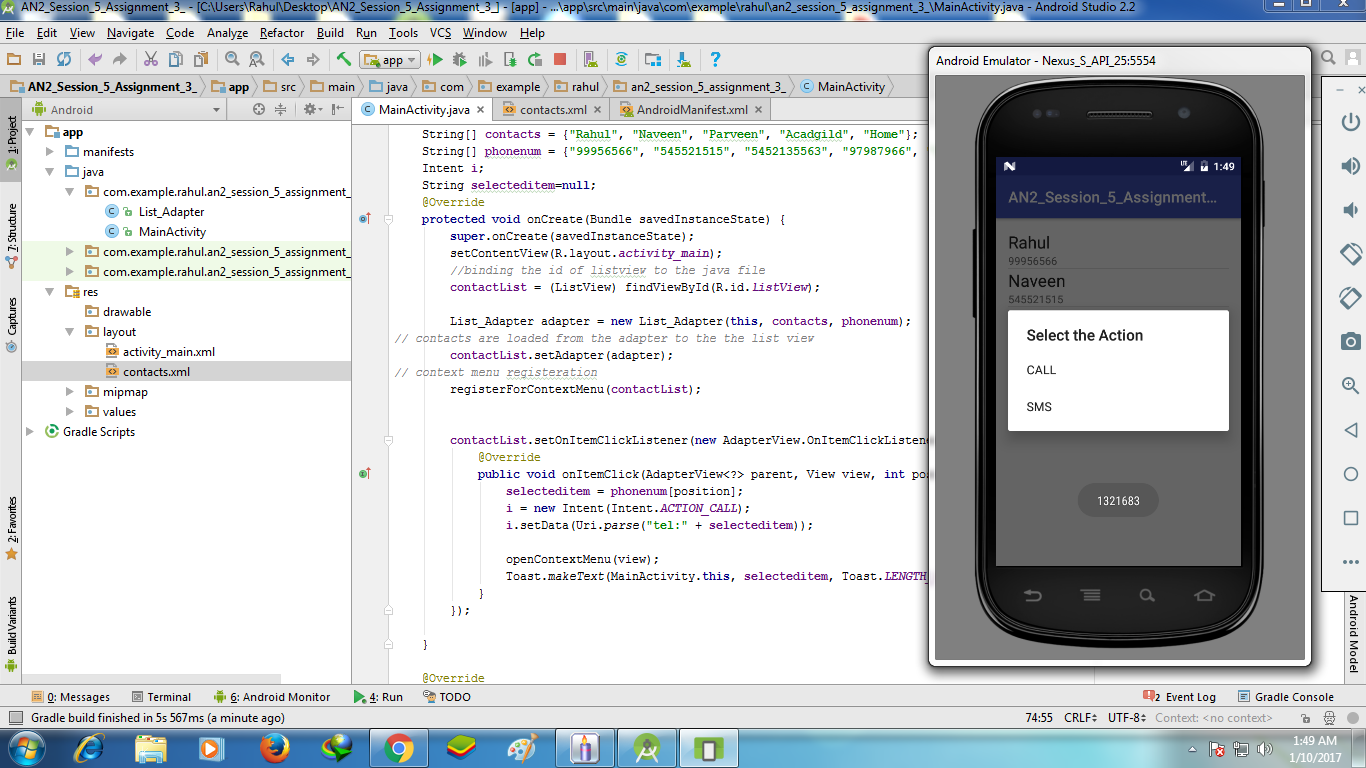 AN2_Session_5_Assignment_3_ - [C:\Users\Rahul\Desktop\AN2_Session_5_Assignment_3_] - [app] - ...\app\src\main\java\com\example\rahul\an2_session_5_assignment_3_\MainActivity.java - Android Studio 2.2
File Edit View Navigate Code Analyze Refactor Build Run Tools VCS Window Help
app
AN2_Session_5_Assignment_3_ app src main java com example rahul an2_session_5_assignment_3_ MainActivity
Android
MainActivity.java contacts.xml AndroidManifest.xml
1: Project
7: Structure
Captures
2: Favorites
Build Variants
app
manifests
java
com.example.rahul.an2_session_5_assignment_
List_Adapter
MainActivity
com.example.rahul.an2_session_5_assignment_
com.example.rahul.an2_session_5_assignment_
res
drawable
layout
activity_main.xml
contacts.xml
mipmap
values
Gradle Scripts
String[] contacts = {"Rahul", "Naveen", "Parveen", "Acadgild", "Home"};
String[] phonenum = {"99956566", "545521515", "5452135563", "97987966",
Intent i;
String selecteditem=null;
@Override
protected void onCreate(Bundle savedInstanceState) {
super.onCreate(savedInstanceState);
setContentView(R.layout.activity_main);
//binding the id of listview to the java file
contactList = (ListView) findViewById(R.id.listView);
List_Adapter adapter = new List_Adapter(this, contacts, phonenum);
// contacts are loaded from the adapter to the the list view
contactList.setAdapter(adapter);
// context menu registeration
registerForContextMenu(contactList);
contactList.setOnItemClickListener(new AdapterView.OnItemClickListene
@Override
public void onItemClick(AdapterView<?> parent, View view, int po
selecteditem = phonenum[position];
i = new Intent(Intent.ACTION_CALL);
i.setData(Uri.parse("tel:" + selecteditem));
openContextMenu(view);
Toast.makeText(MainActivity.this, selecteditem, Toast.LENGTH_
}
});
}
@Override
Android Emulator - Nexus_S_API_25:5554
LTE 1:49
AN2_Session_5_Assignment...
Rahul
99956566
Naveen
545521515
Select the Action
CALL
SMS
1321683
Android Model
0: Messages Terminal 6: Android Monitor 4: Run TODO 2 Event Log Gradle Console
Gradle build finished in 5s 567ms (a minute ago) 74:55 CRLF UTF-8 Context: <no context>
1:49 AM
1/10/2017